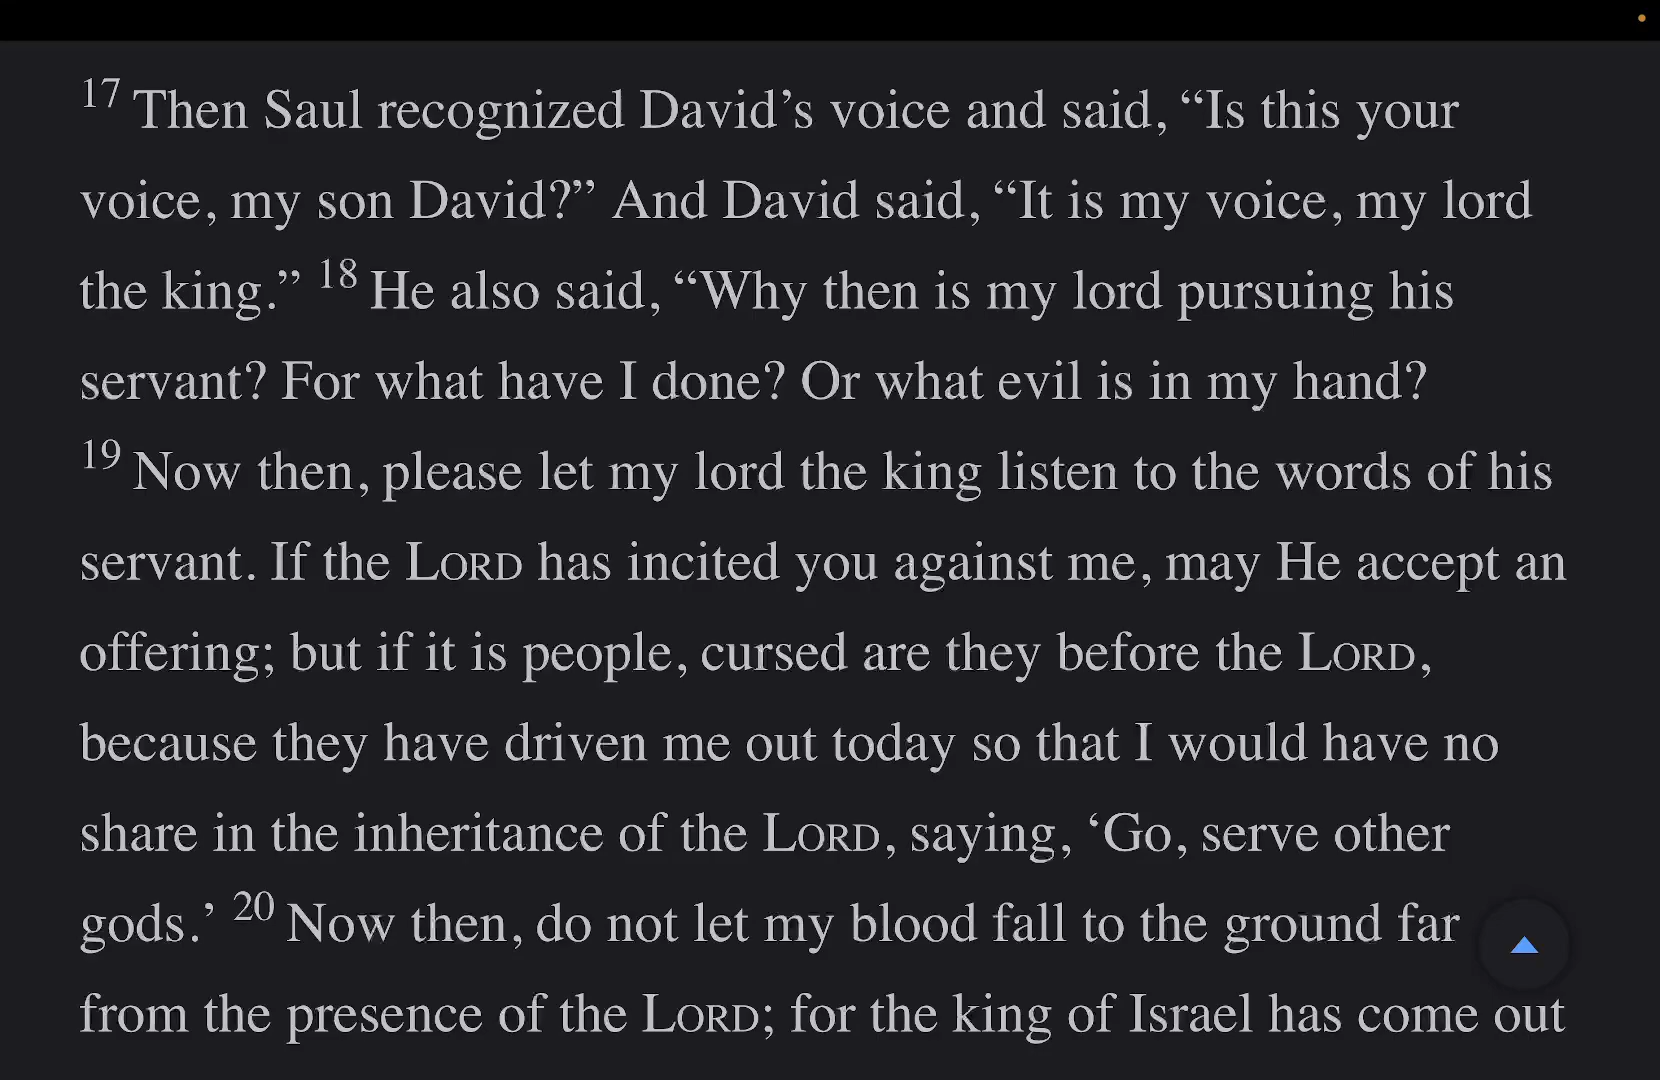 17 Then Saul recognized David’s voice and said, “Is this your
voice, my son David?” And David said, “It is my voice, my lord
the king.” 18 He also said, “Why then is my lord pursuing his
servant? For what have I done? Or what evil is in my hand?
19 Now then, please let my lord the king listen to the words of his
servant. If the LORD has incited you against me, may He accept an
offering; but if it is people, cursed are they before the LORD,
because they have driven me out today so that I would have no
share in the inheritance of the LORD, saying, ‘Go, serve other
gods.’ 20 Now then, do not let my blood fall to the ground far
from the presence of the LORD; for the king of Israel has come out